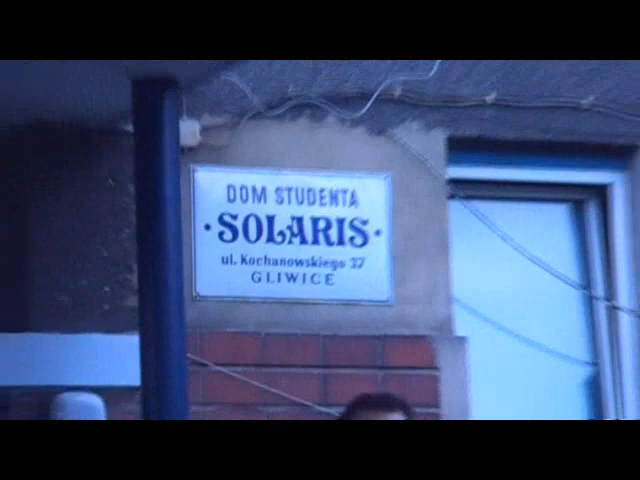 DOM STUDENTA
• SOLARIS •
ul. Kochanowskiego 37
GLIWICE